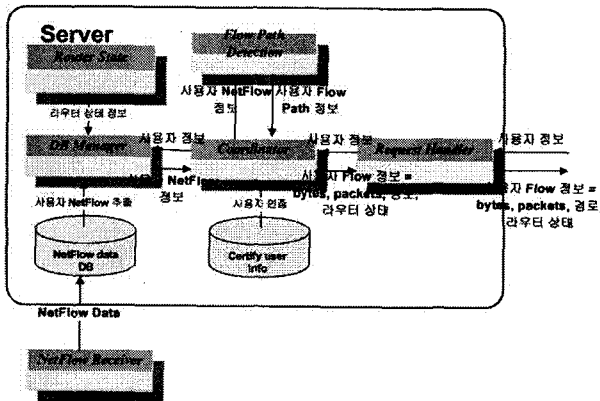 Server
Router State
Flow Path
Detection
사용자 NetFlow
정보
사용자 Flow
Path 정보
라우터 상태 정보
DB Manager
사용자 정보
Coordinator
사용자 정보
Request Handler
사용자 정보
사용자 NetFlow
정보
사용자 Flow 정보 =
bytes, packets, 경로,
라우터 상태
사용자 Flow 정보 =
bytes, packets, 경로
라우터 상태
사용자 NetFlow 추출
사용자 인증
NetFlow data
DB
Certify user
Info
NetFlow Data
NetFlow Receiver